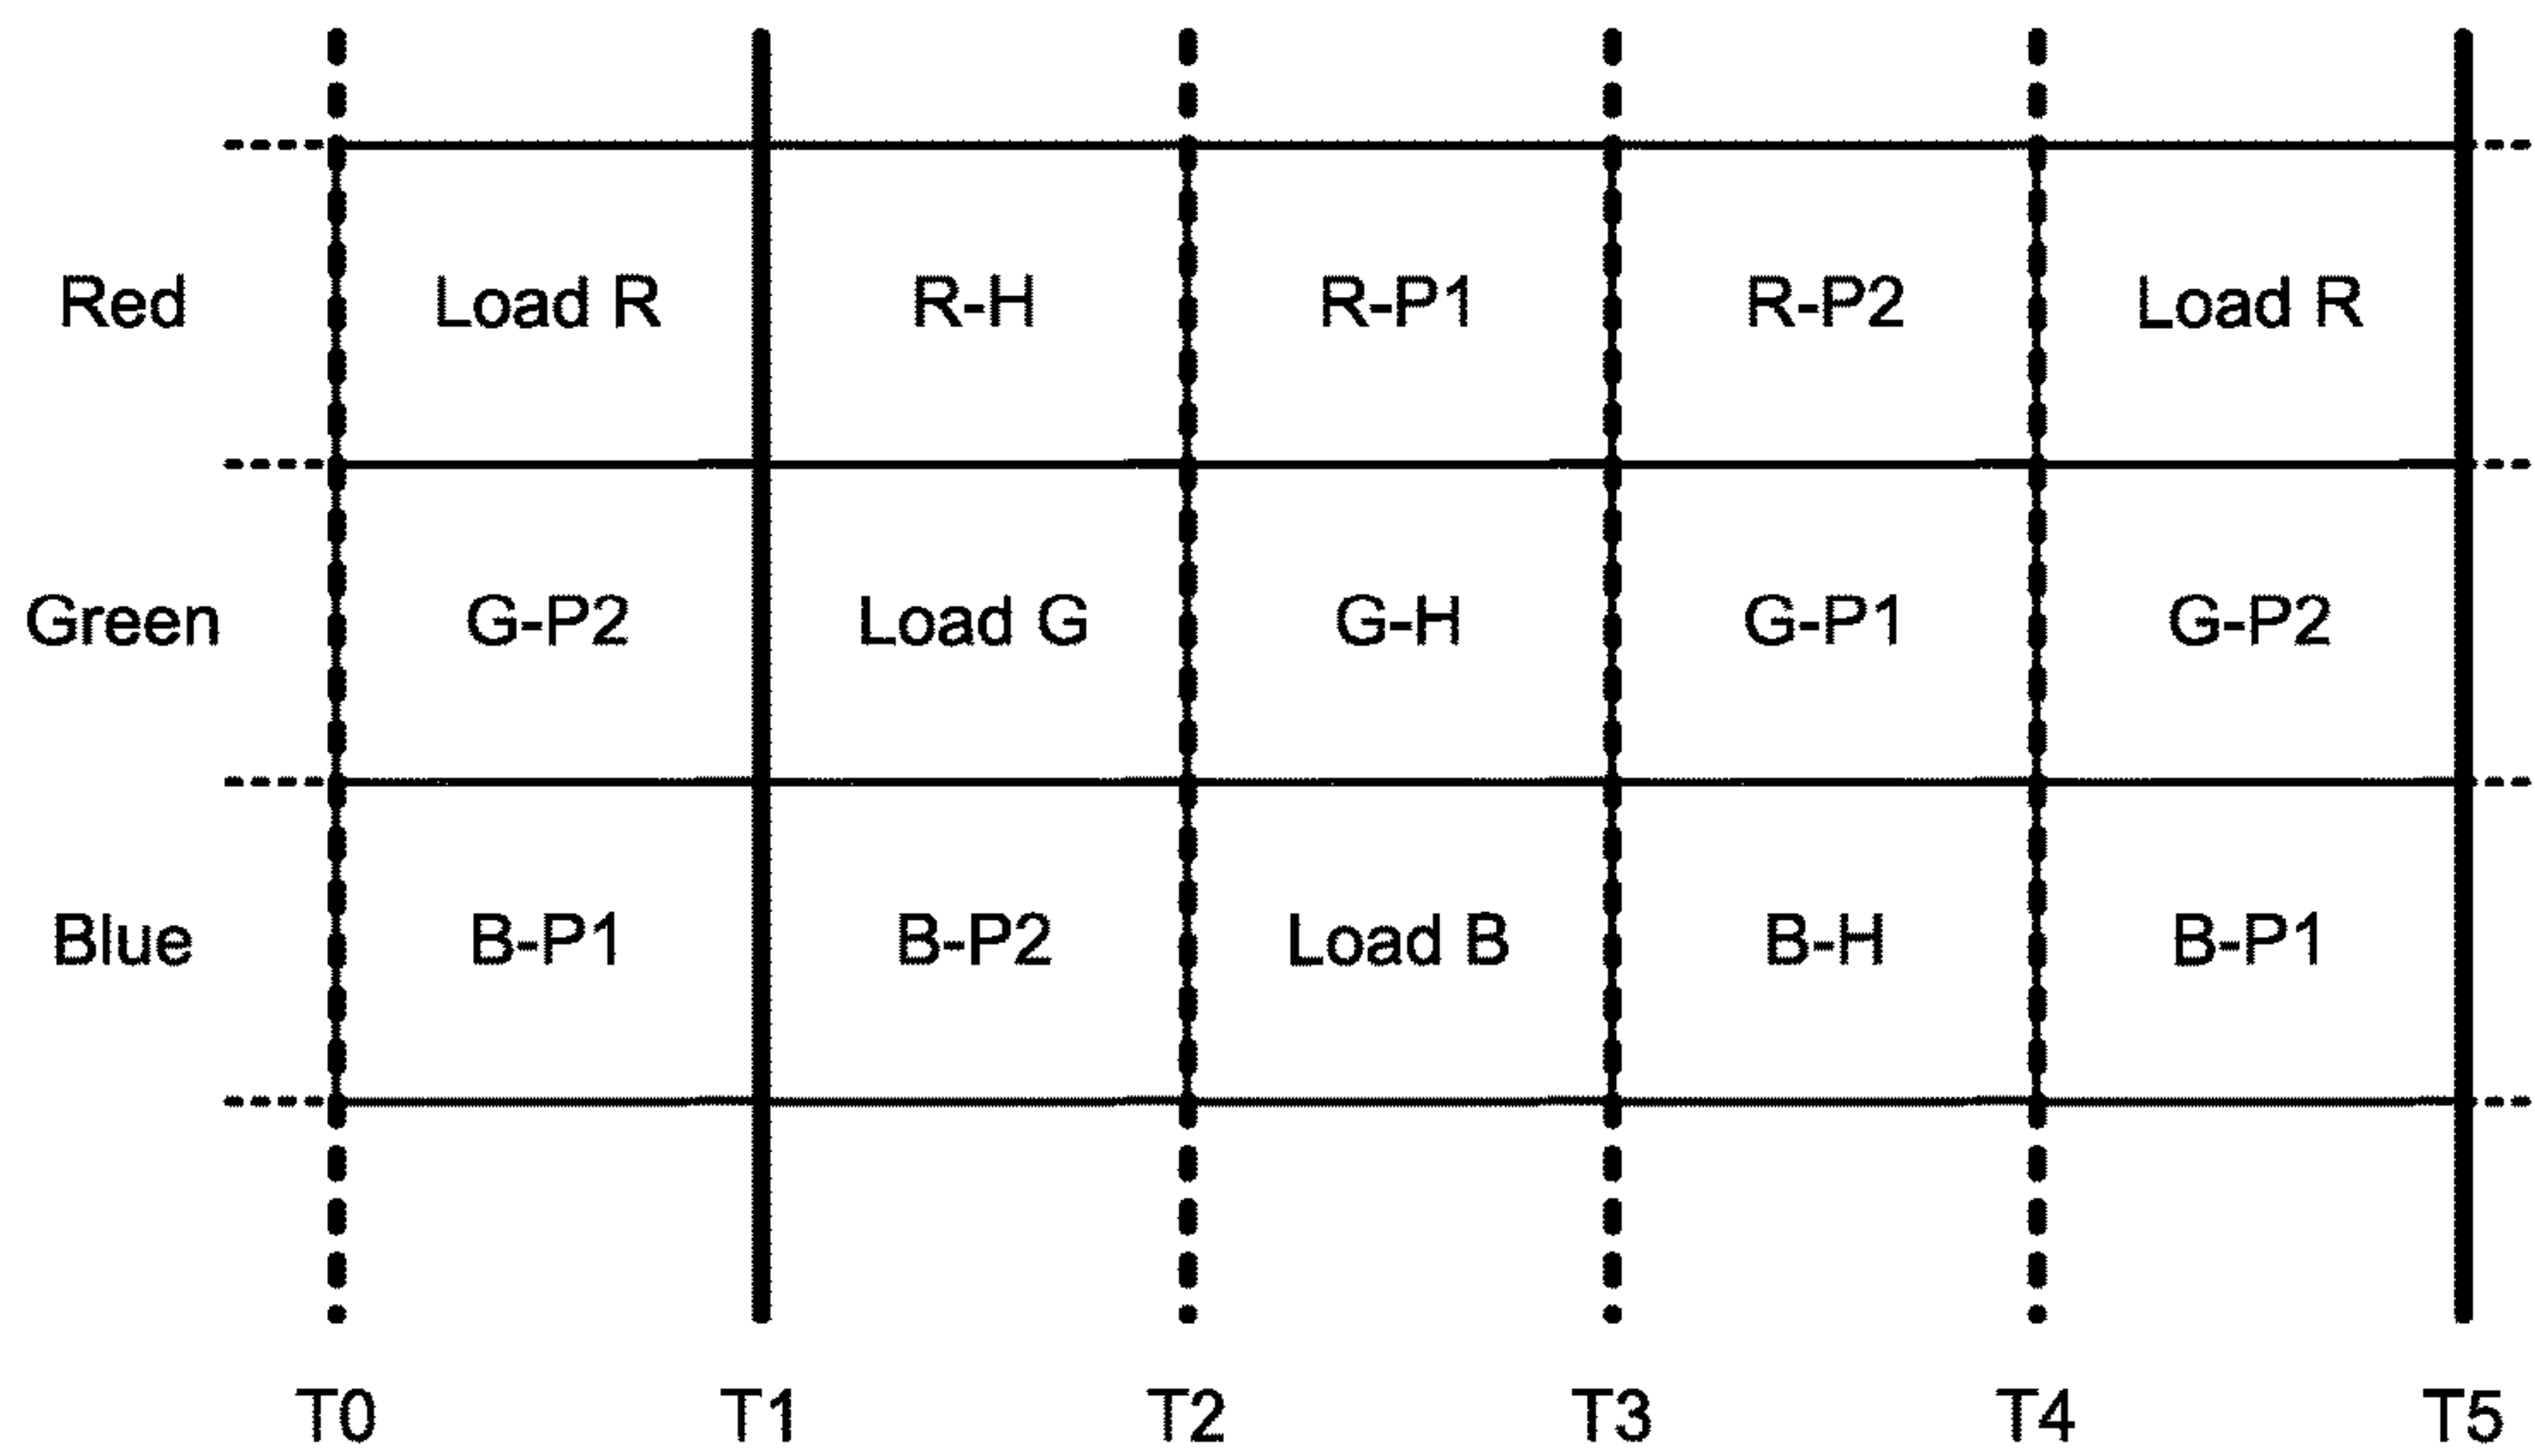 Red Load R R-H R-P1 R-P2 Load R
Green G-P2 Load G G-H G-P1 G-P2
Blue B-P1 B-P2 Load B B-H B-P1
T0 T1 T2 T3 T4 T5